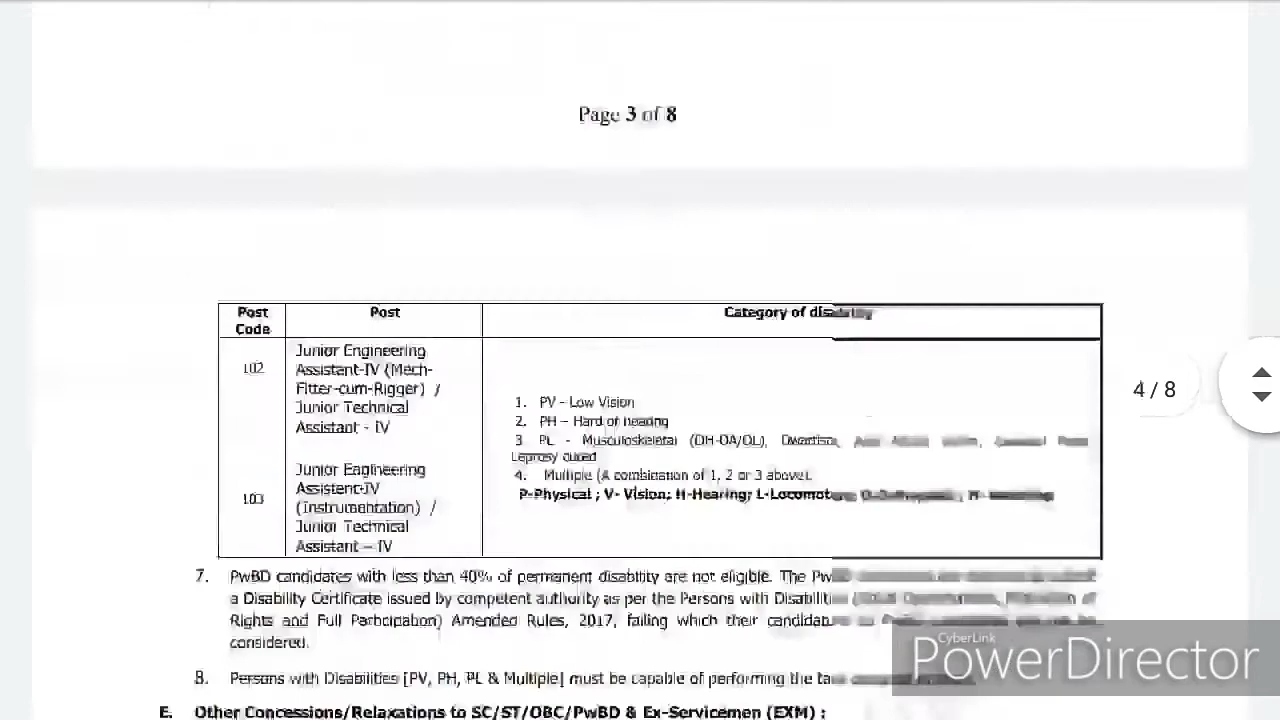 Page 3 of 8
Post Code
Post
Category of disability
102
Junior Engineering
Assistant-IV (Mech-
Fitter-cum-Rigger) /
Junior Technical
Assistant - IV
103
Junior Engineering
Assistant-IV
(Instrumentation) /
Junior Technical
Assistant – IV
1. PV - Low Vision
2. PH – Hard of hearing
3 PL - Musculoskeletal (OH-OA/OL),
Leprosy cured
4. Multiple (A combination of 1, 2 or 3 above).
P-Physical ; V- Vision; H-Hearing; L-Locomotor;
4 / 8
7. PwBD candidates with less than 40% of permanent disability are not eligible. The PwBD
a Disability Certificate issued by competent authority as per the Persons with Disabilities
Rights and Full Participation) Amended Rules, 2017, failing which their candidature
considered.
8. Persons with Disabilities [PV, PH, PL & Multiple] must be capable of performing the
E. Other Concessions/Relaxations to SC/ST/OBC/PwBD & Ex-Servicemen (EXM) :
CyberLink
PowerDirector